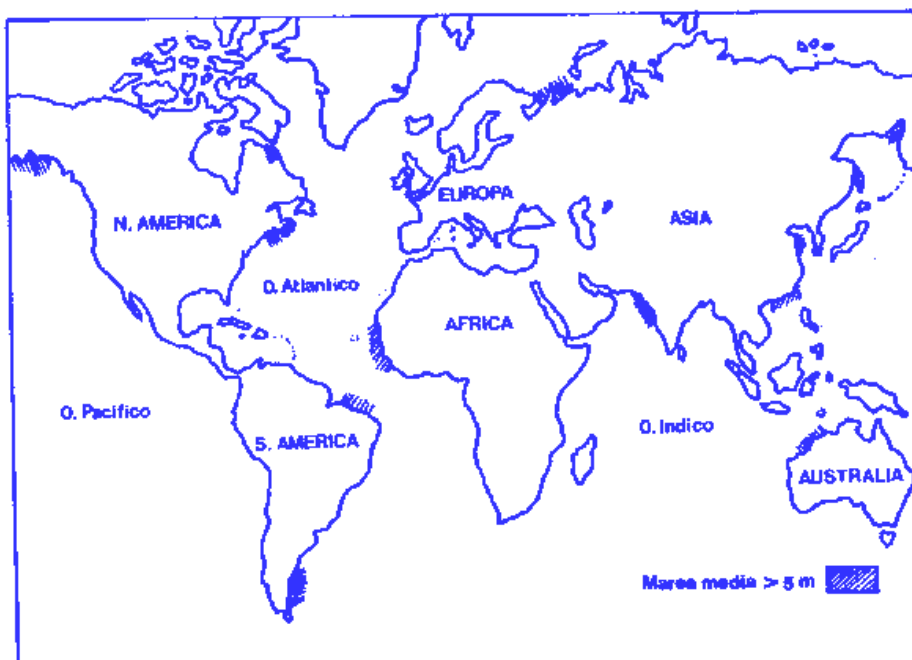 EUROPA
N. AMERICA
ASIA
O. Atlantico
AFRICA
O. Pacifico
O. Indico
S. AMERICA
AUSTRALIA
Marea media > 5 m